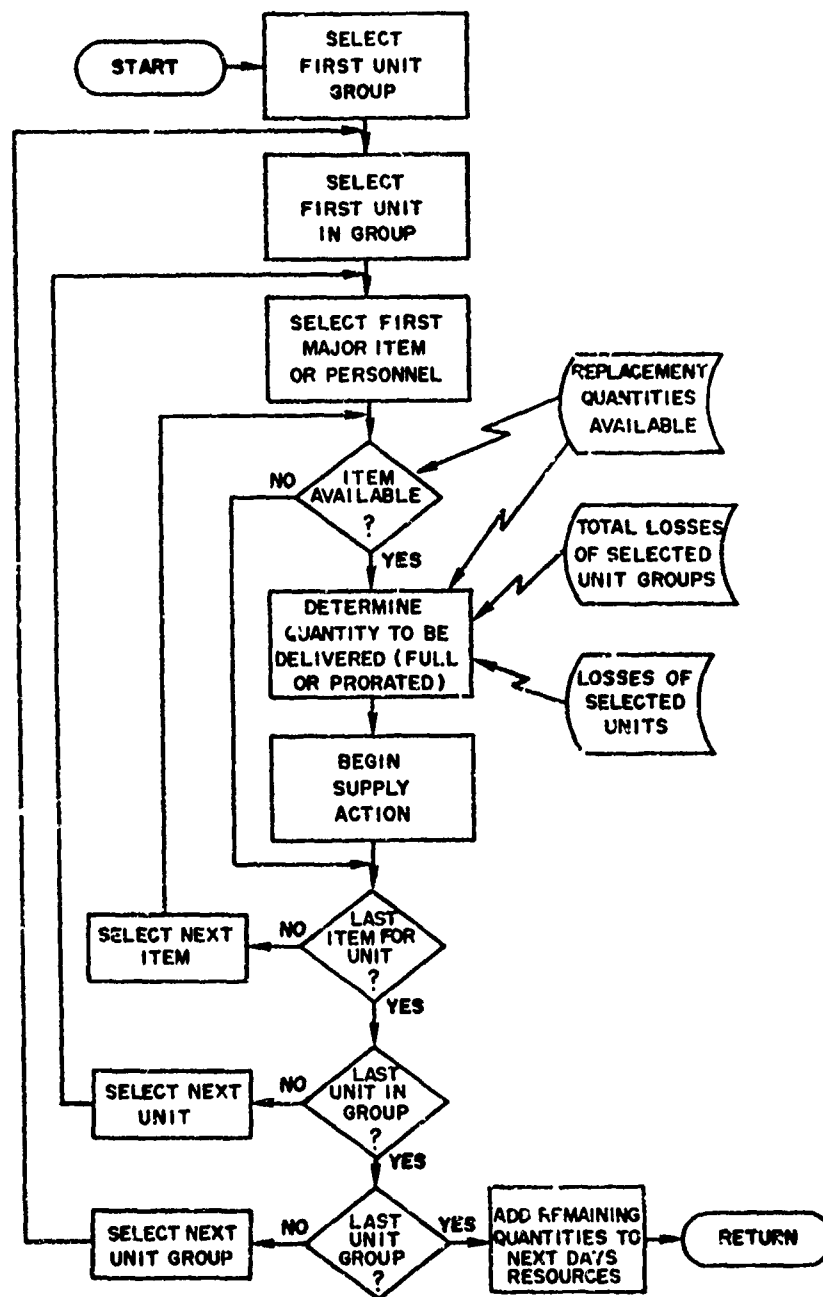 START
SELECT
FIRST UNIT
GROUP
SELECT
FIRST UNIT
IN GROUP
SELECT FIRST
MAJOR ITEM
OR PERSONNEL
REPLACEMENT
QUANTITIES
AVAILABLE
NO
ITEM
AVAILABLE
?
YES
TOTAL LOSSES
OF SELECTED
UNIT GROUPS
DETERMINE
QUANTITY TO BE
DELIVERED (FULL
OR PRORATED)
LOSSES OF
SELECTED
UNITS
BEGIN
SUPPLY
ACTION
SELECT NEXT
ITEM
NO
LAST
ITEM FOR
UNIT
?
YES
SELECT NEXT
UNIT
NO
LAST
UNIT IN
GROUP
?
YES
SELECT NEXT
UNIT GROUP
NO
LAST
UNIT
GROUP
?
YES
ADD REMAINING
QUANTITIES TO
NEXT DAYS
RESOURCES
RETURN